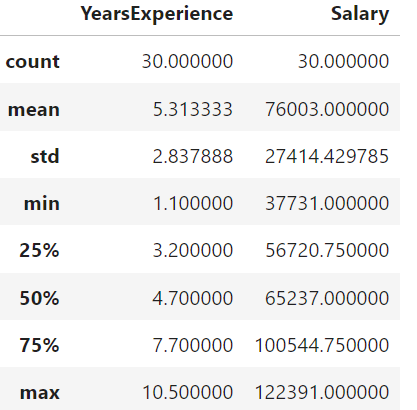 YearsExperience Salary
count 30.000000 30.000000
mean 5.313333 76003.000000
std 2.837888 27414.429785
min 1.100000 37731.000000
25% 3.200000 56720.750000
50% 4.700000 65237.000000
75% 7.700000 100544.750000
max 10.500000 122391.000000